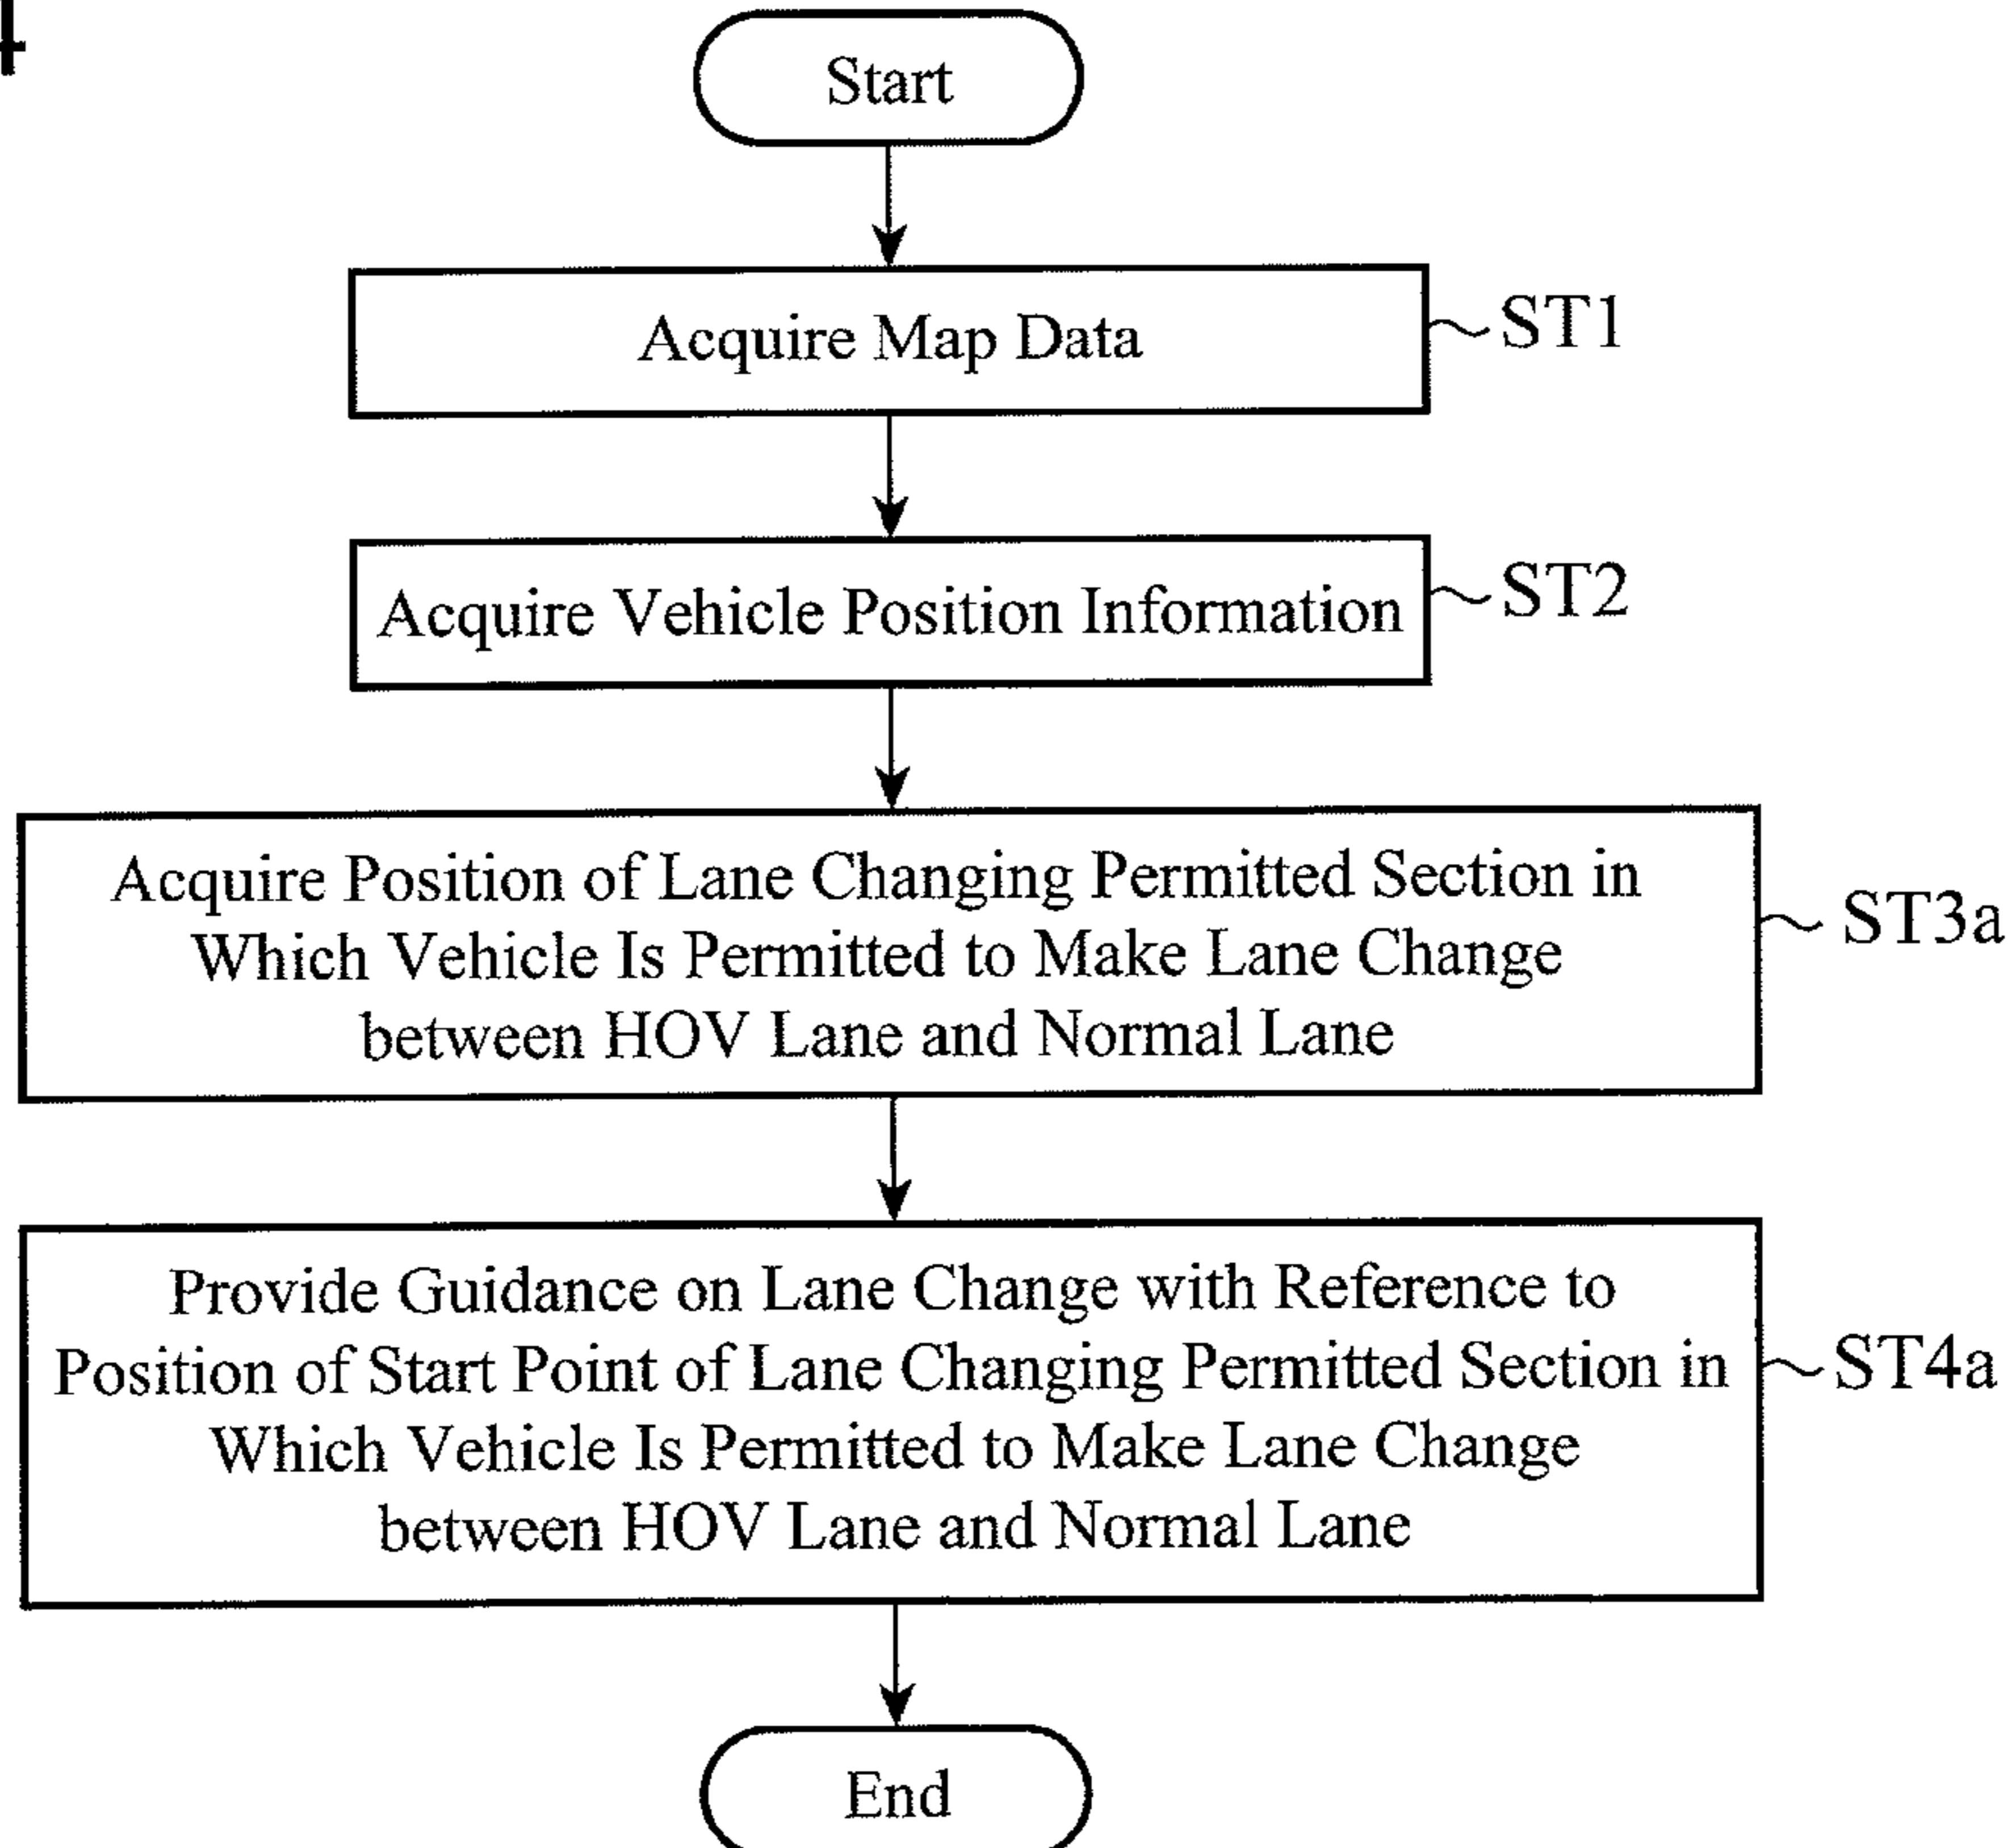 Start
Acquire Map Data
ST1
Acquire Vehicle Position Information
ST2
Acquire Position of Lane Changing Permitted Section in
Which Vehicle Is Permitted to Make Lane Change
between HOV Lane and Normal Lane
ST3a
Provide Guidance on Lane Change with Reference to
Position of Start Point of Lane Changing Permitted Section in
Which Vehicle Is Permitted to Make Lane Change
between HOV Lane and Normal Lane
ST4a
End